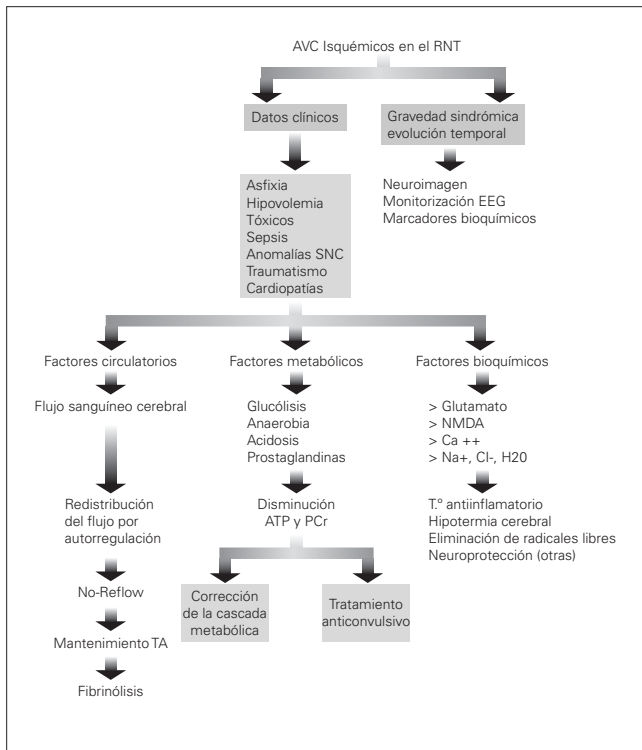 AVC Isquémicos en el RNT
Datos clínicos
Gravedad sindrómica
evolución temporal
Asfixia
Hipovolemia
Tóxicos
Sepsis
Anomalías SNC
Traumatismo
Cardiopatías
Neuroimagen
Monitorización EEG
Marcadores bioquímicos
Factores circulatorios
Flujo sanguíneo cerebral
Redistribución
del flujo por
autorregulación
No-Reflow
Mantenimiento TA
Fibrinólisis
Factores metabólicos
Glucólisis
Anaerobia
Acidosis
Prostaglandinas
Disminución
ATP y PCr
Corrección
de la cascada
metabólica
Tratamiento
anticonvulsivo
Factores bioquímicos
> Glutamato
> NMDA
> Ca ++
> Na+, Cl-, H20
T.º antiinflamatorio
Hipotermia cerebral
Eliminación de radicales libres
Neuroprotección (otras)